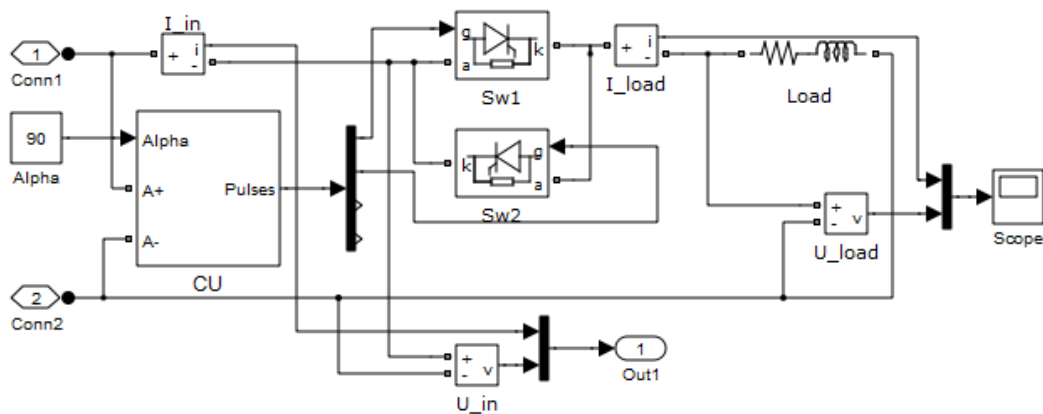 I_in
+
-
i
1
Conn1
g
a
k
Sw1
+
-
i
I_load
Load
90
Alpha
Alpha
A+
A-
Pulses
CU
k
g
a
Sw2
+
-
v
U_load
Scope
2
Conn2
+
-
v
U_in
1
Out1